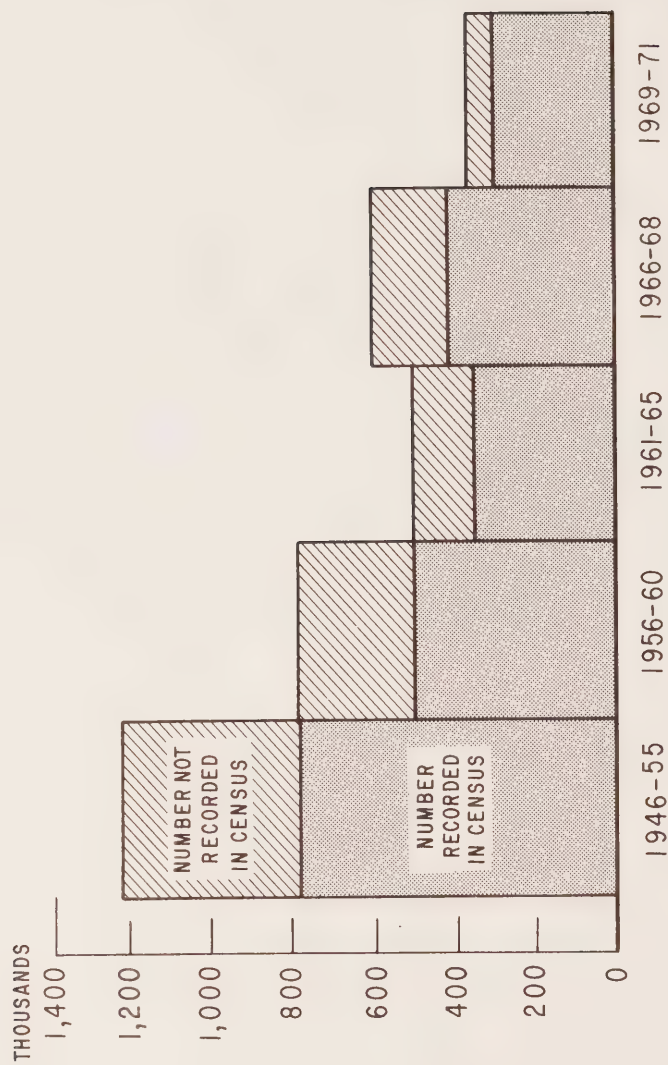 THOUSANDS
1,400
1,200
1,000
800
600
400
200
0
NUMBER NOT
RECORDED
IN CENSUS
NUMBER
RECORDED
IN CENSUS
1946-55
1956-60
1961-65
1966-68
1969-71